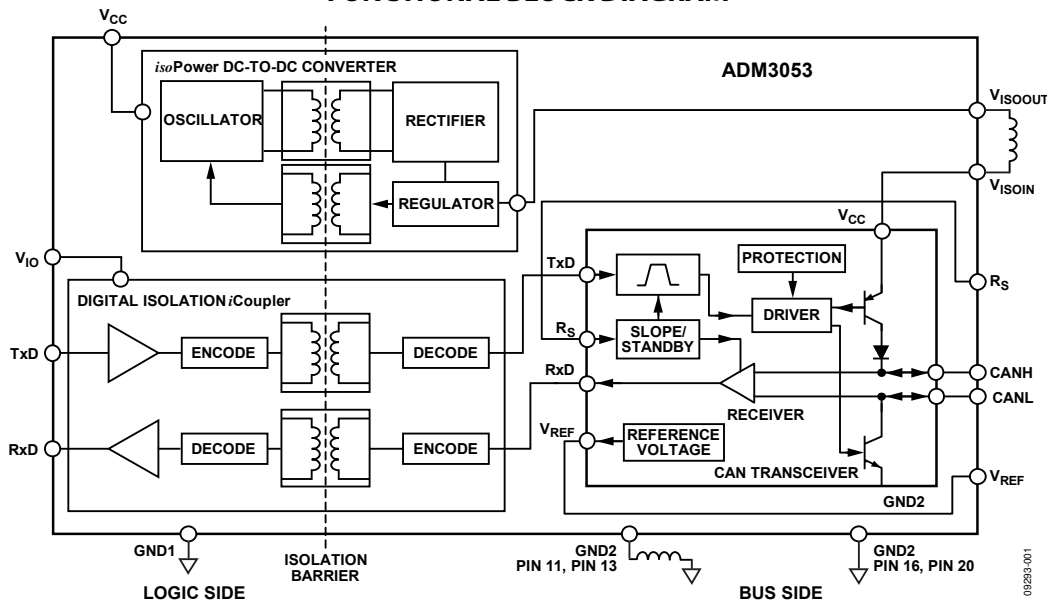 FUNCTIONAL BLOCK DIAGRAM
VCC
isoPower DC-TO-DC CONVERTER
ADM3053
OSCILLATOR
RECTIFIER
REGULATOR
VISOOUT
VISOIN
VCC
VIO
DIGITAL ISOLATION iCoupler
TxD
PROTECTION
DRIVER
RS
RS
SLOPE/
STANDBY
TxD
ENCODE
DECODE
RxD
CANH
CANL
RECEIVER
RxD
DECODE
ENCODE
VREF
REFERENCE
VOLTAGE
CAN TRANSCEIVER
VREF
GND2
GND1
ISOLATION
BARRIER
GND2
PIN 11, PIN 13
GND2
PIN 16, PIN 20
LOGIC SIDE
BUS SIDE
09293-001